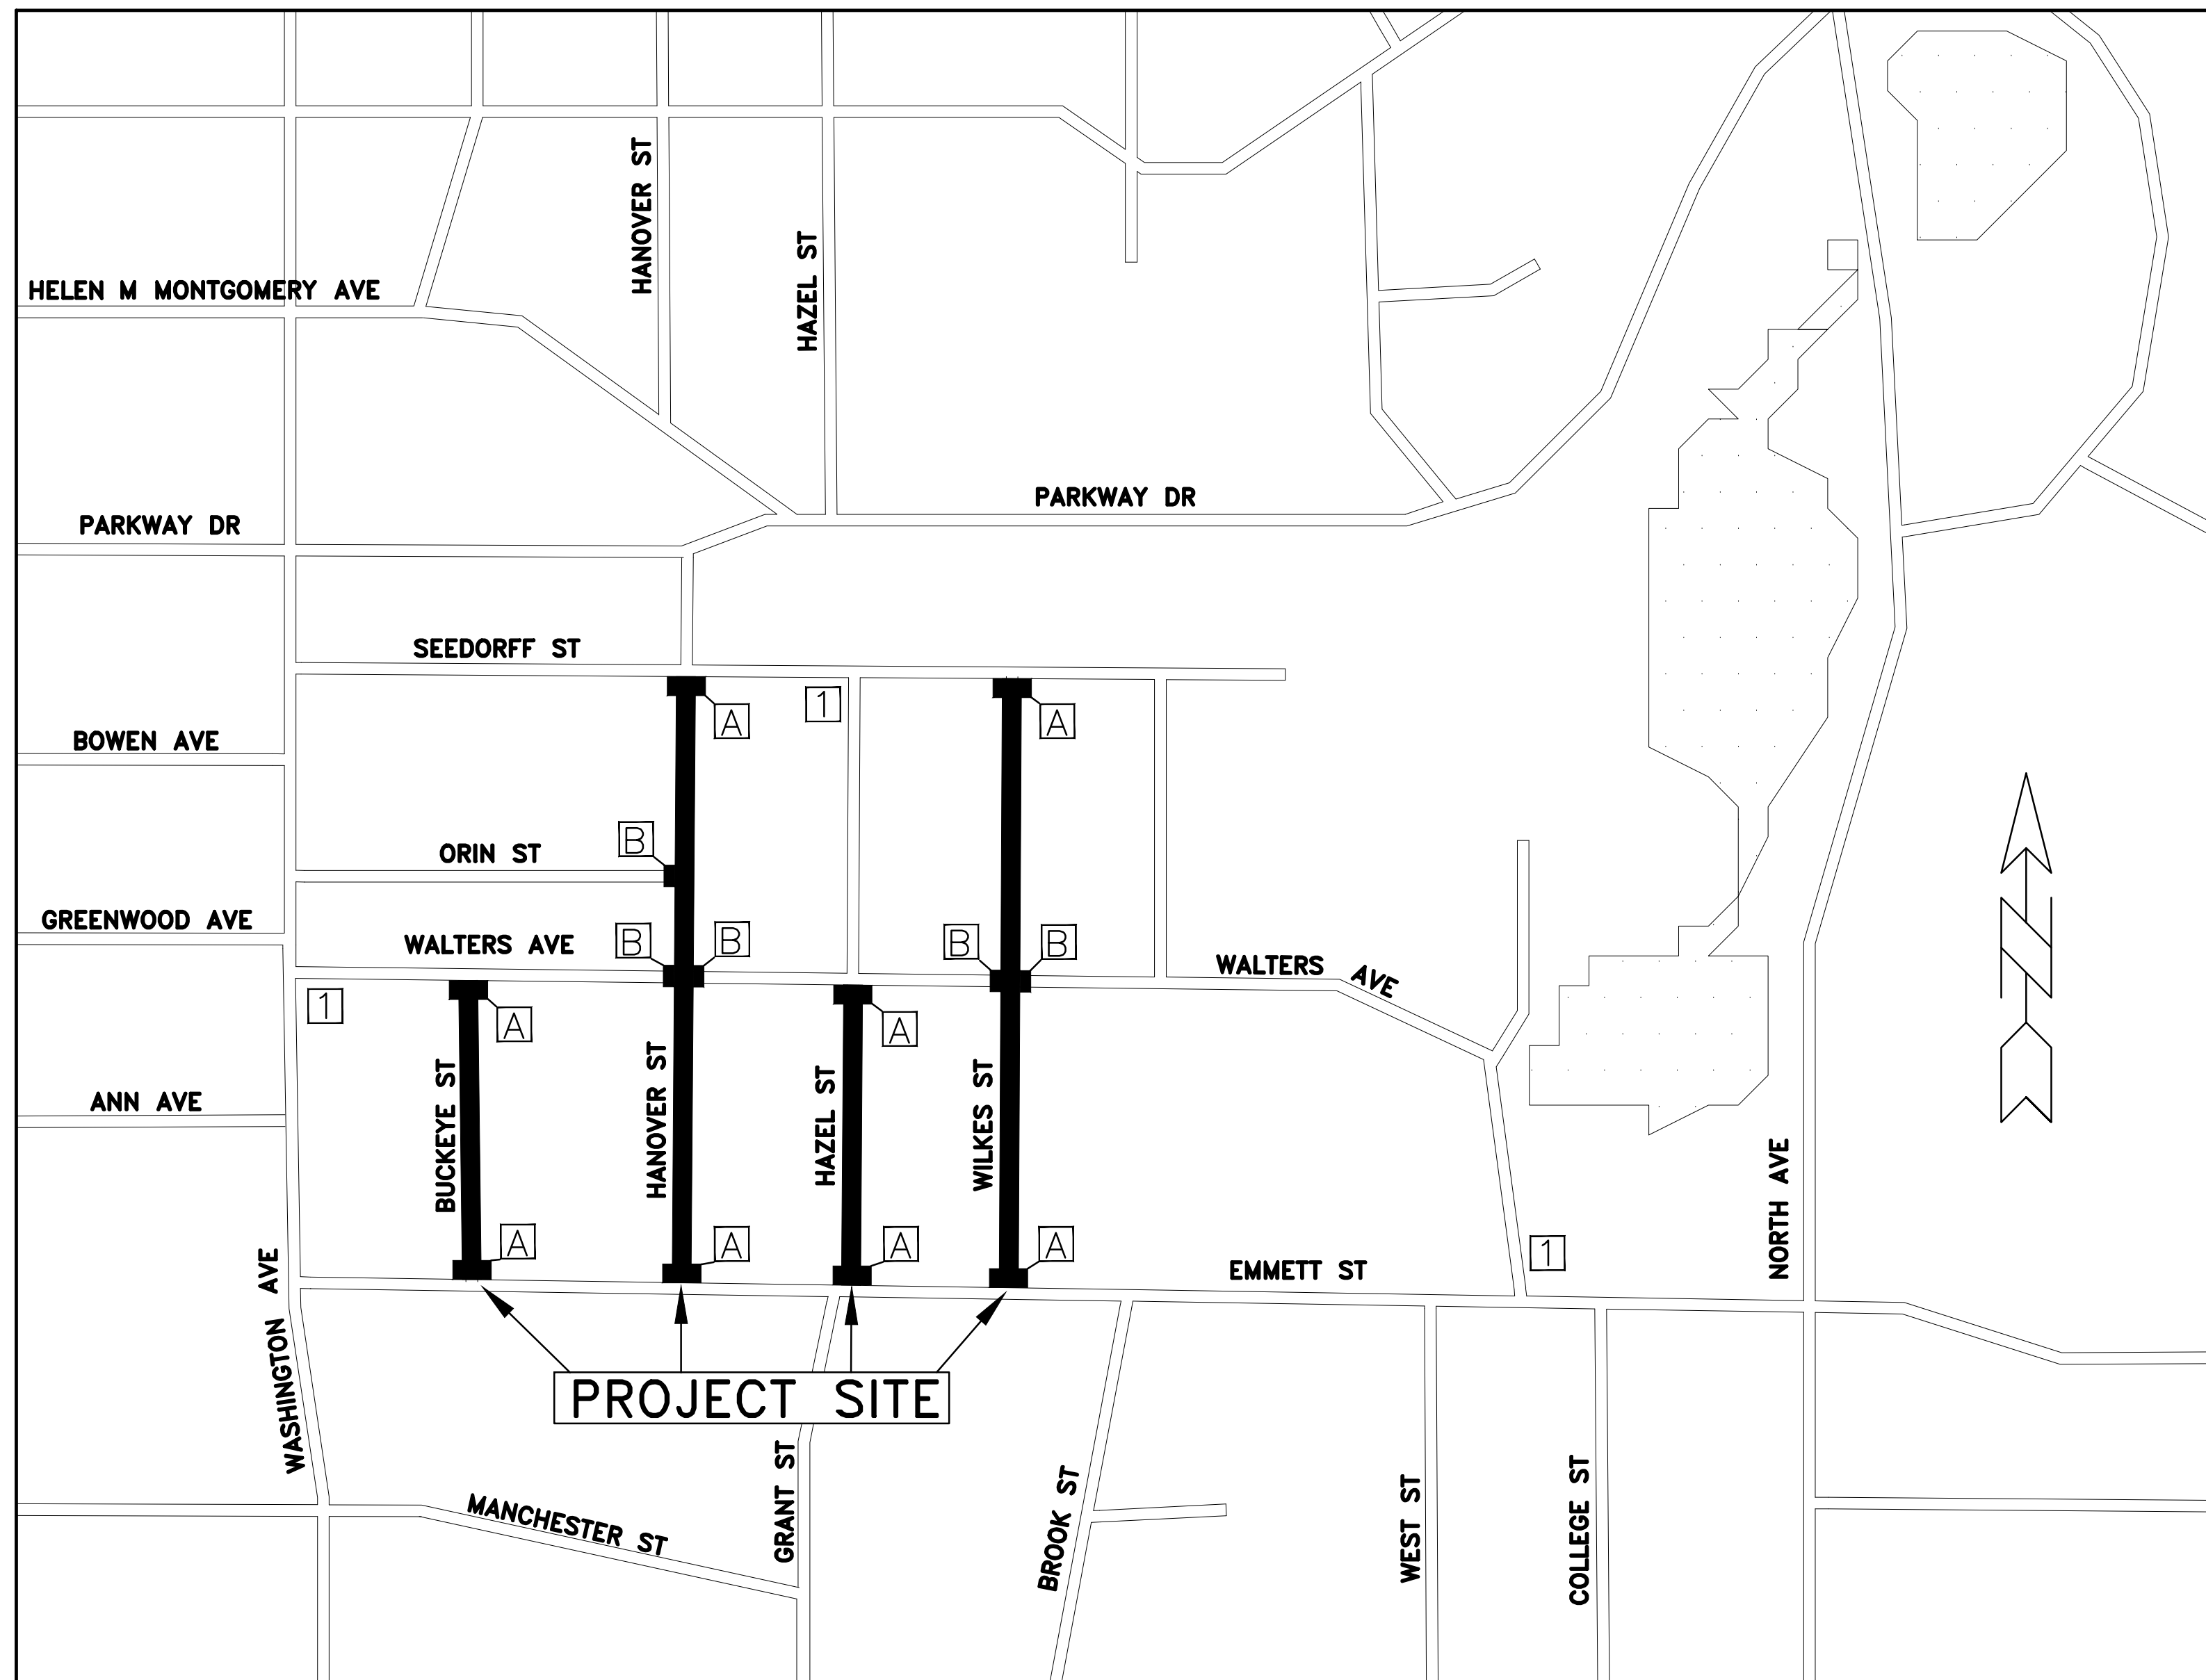 HANOVER ST
HAZEL ST
HELEN M MONTGOMERY AVE
PARKWAY DR
PARKWAY DR
SEEDORFF ST
A
1
A
BOWEN AVE
B
ORIN ST
GREENWOOD AVE
WALTERS AVE
B
B
B
B
WALTERS AVE
1
A
A
ANN AVE
BUCKEYE ST
HANOVER ST
HAZEL ST
WILKES ST
NORTH AVE
A
A
A
A
EMMETT ST
1
WASHINGTON AVE
PROJECT SITE
MANCHESTER ST
GRANT ST
BROOK ST
WEST ST
COLLEGE ST
N